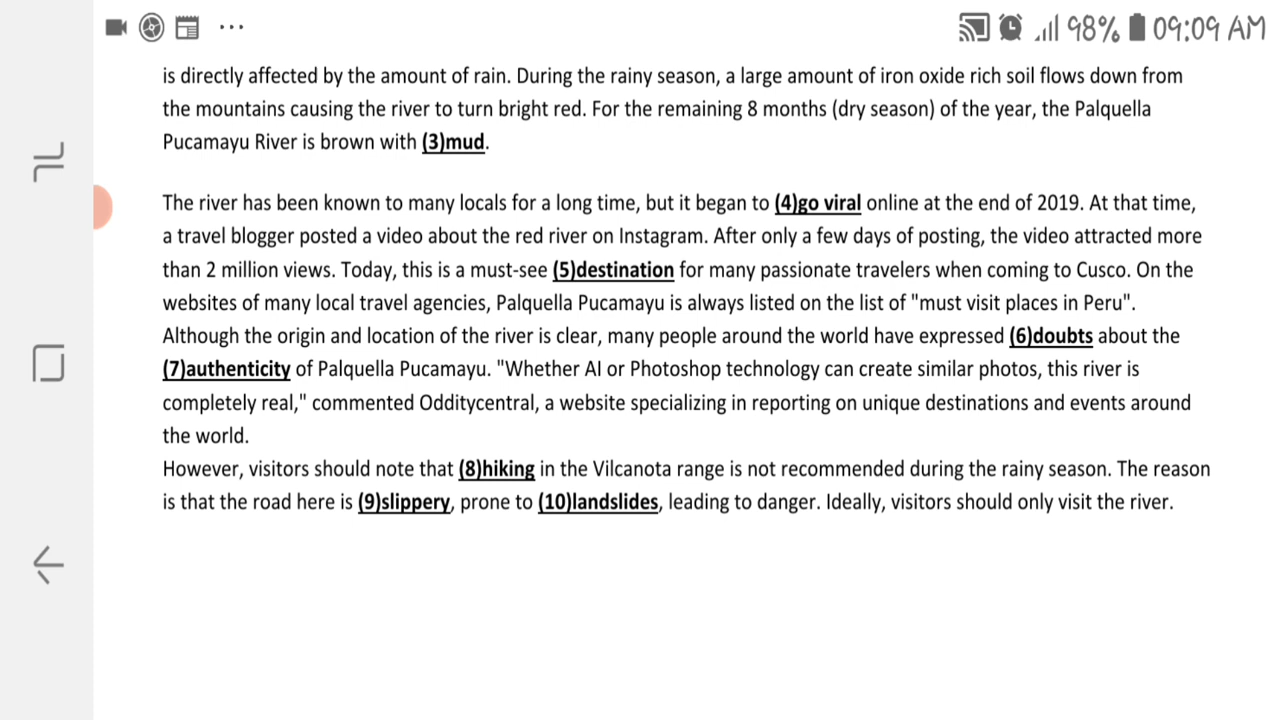 98% 09:09 AM
is directly affected by the amount of rain. During the rainy season, a large amount of iron oxide rich soil flows down from
the mountains causing the river to turn bright red. For the remaining 8 months (dry season) of the year, the Palquella
Pucamayu River is brown with (3)mud.
The river has been known to many locals for a long time, but it began to (4)go viral online at the end of 2019. At that time,
a travel blogger posted a video about the red river on Instagram. After only a few days of posting, the video attracted more
than 2 million views. Today, this is a must-see (5)destination for many passionate travelers when coming to Cusco. On the
websites of many local travel agencies, Palquella Pucamayu is always listed on the list of "must visit places in Peru".
Although the origin and location of the river is clear, many people around the world have expressed (6)doubts about the
(7)authenticity of Palquella Pucamayu. "Whether AI or Photoshop technology can create similar photos, this river is
completely real," commented Odditycentral, a website specializing in reporting on unique destinations and events around
the world.
However, visitors should note that (8)hiking in the Vilcanota range is not recommended during the rainy season. The reason
is that the road here is (9)slippery, prone to (10)landslides, leading to danger. Ideally, visitors should only visit the river.